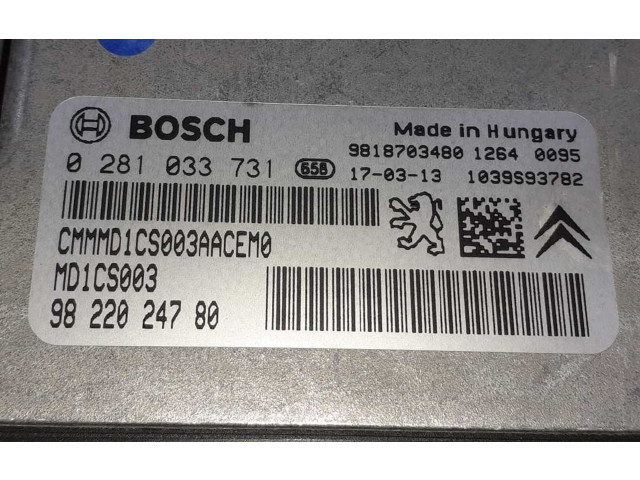 BOSCH
Made in Hungary
0 281 033 731 658
9818703480 1264 0095
17-03-13 1039S93782
CMMMD1CS003AACEM0
MD1CS003
98 220 247 80